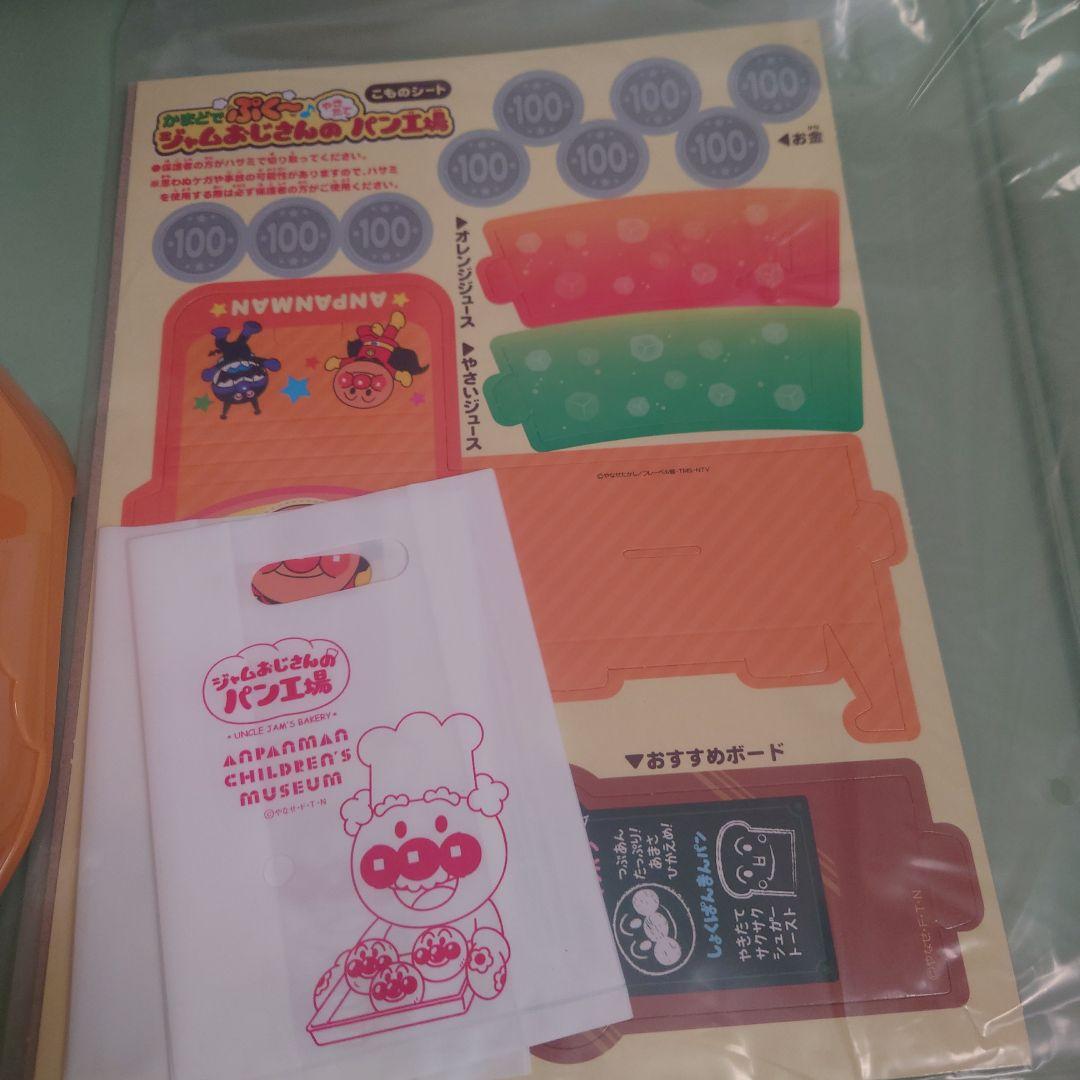 かまどで ぷく〜♪ やきたて
ジャムおじさんの パン工場
こものシート
●保護者の方がハサミで切り取ってください。
※思わぬケガや事故の可能性がありますので、ハサミ
を使用する際は必ず保護者の方がご使用ください。
100
100
100
100
100
100
◀お金
100
100
100
▶オレンジジュース
▶やさいジュース
ANPANMAN
©やなせたかし/フレーベル館・TMS・NTV
ジャムおじさんの
パン工場
• UNCLE JAM'S BAKERY •
ANPANMAN
CHILDREN'S
MUSEUM
©やなせ・F・T・N
▼おすすめボード
つぶあん
たっぷり!
あまさ
ひかえめ!
しょくぱんまんパン
やきたて
サクサク
シュガー
トースト
©やなせ・F・T・N